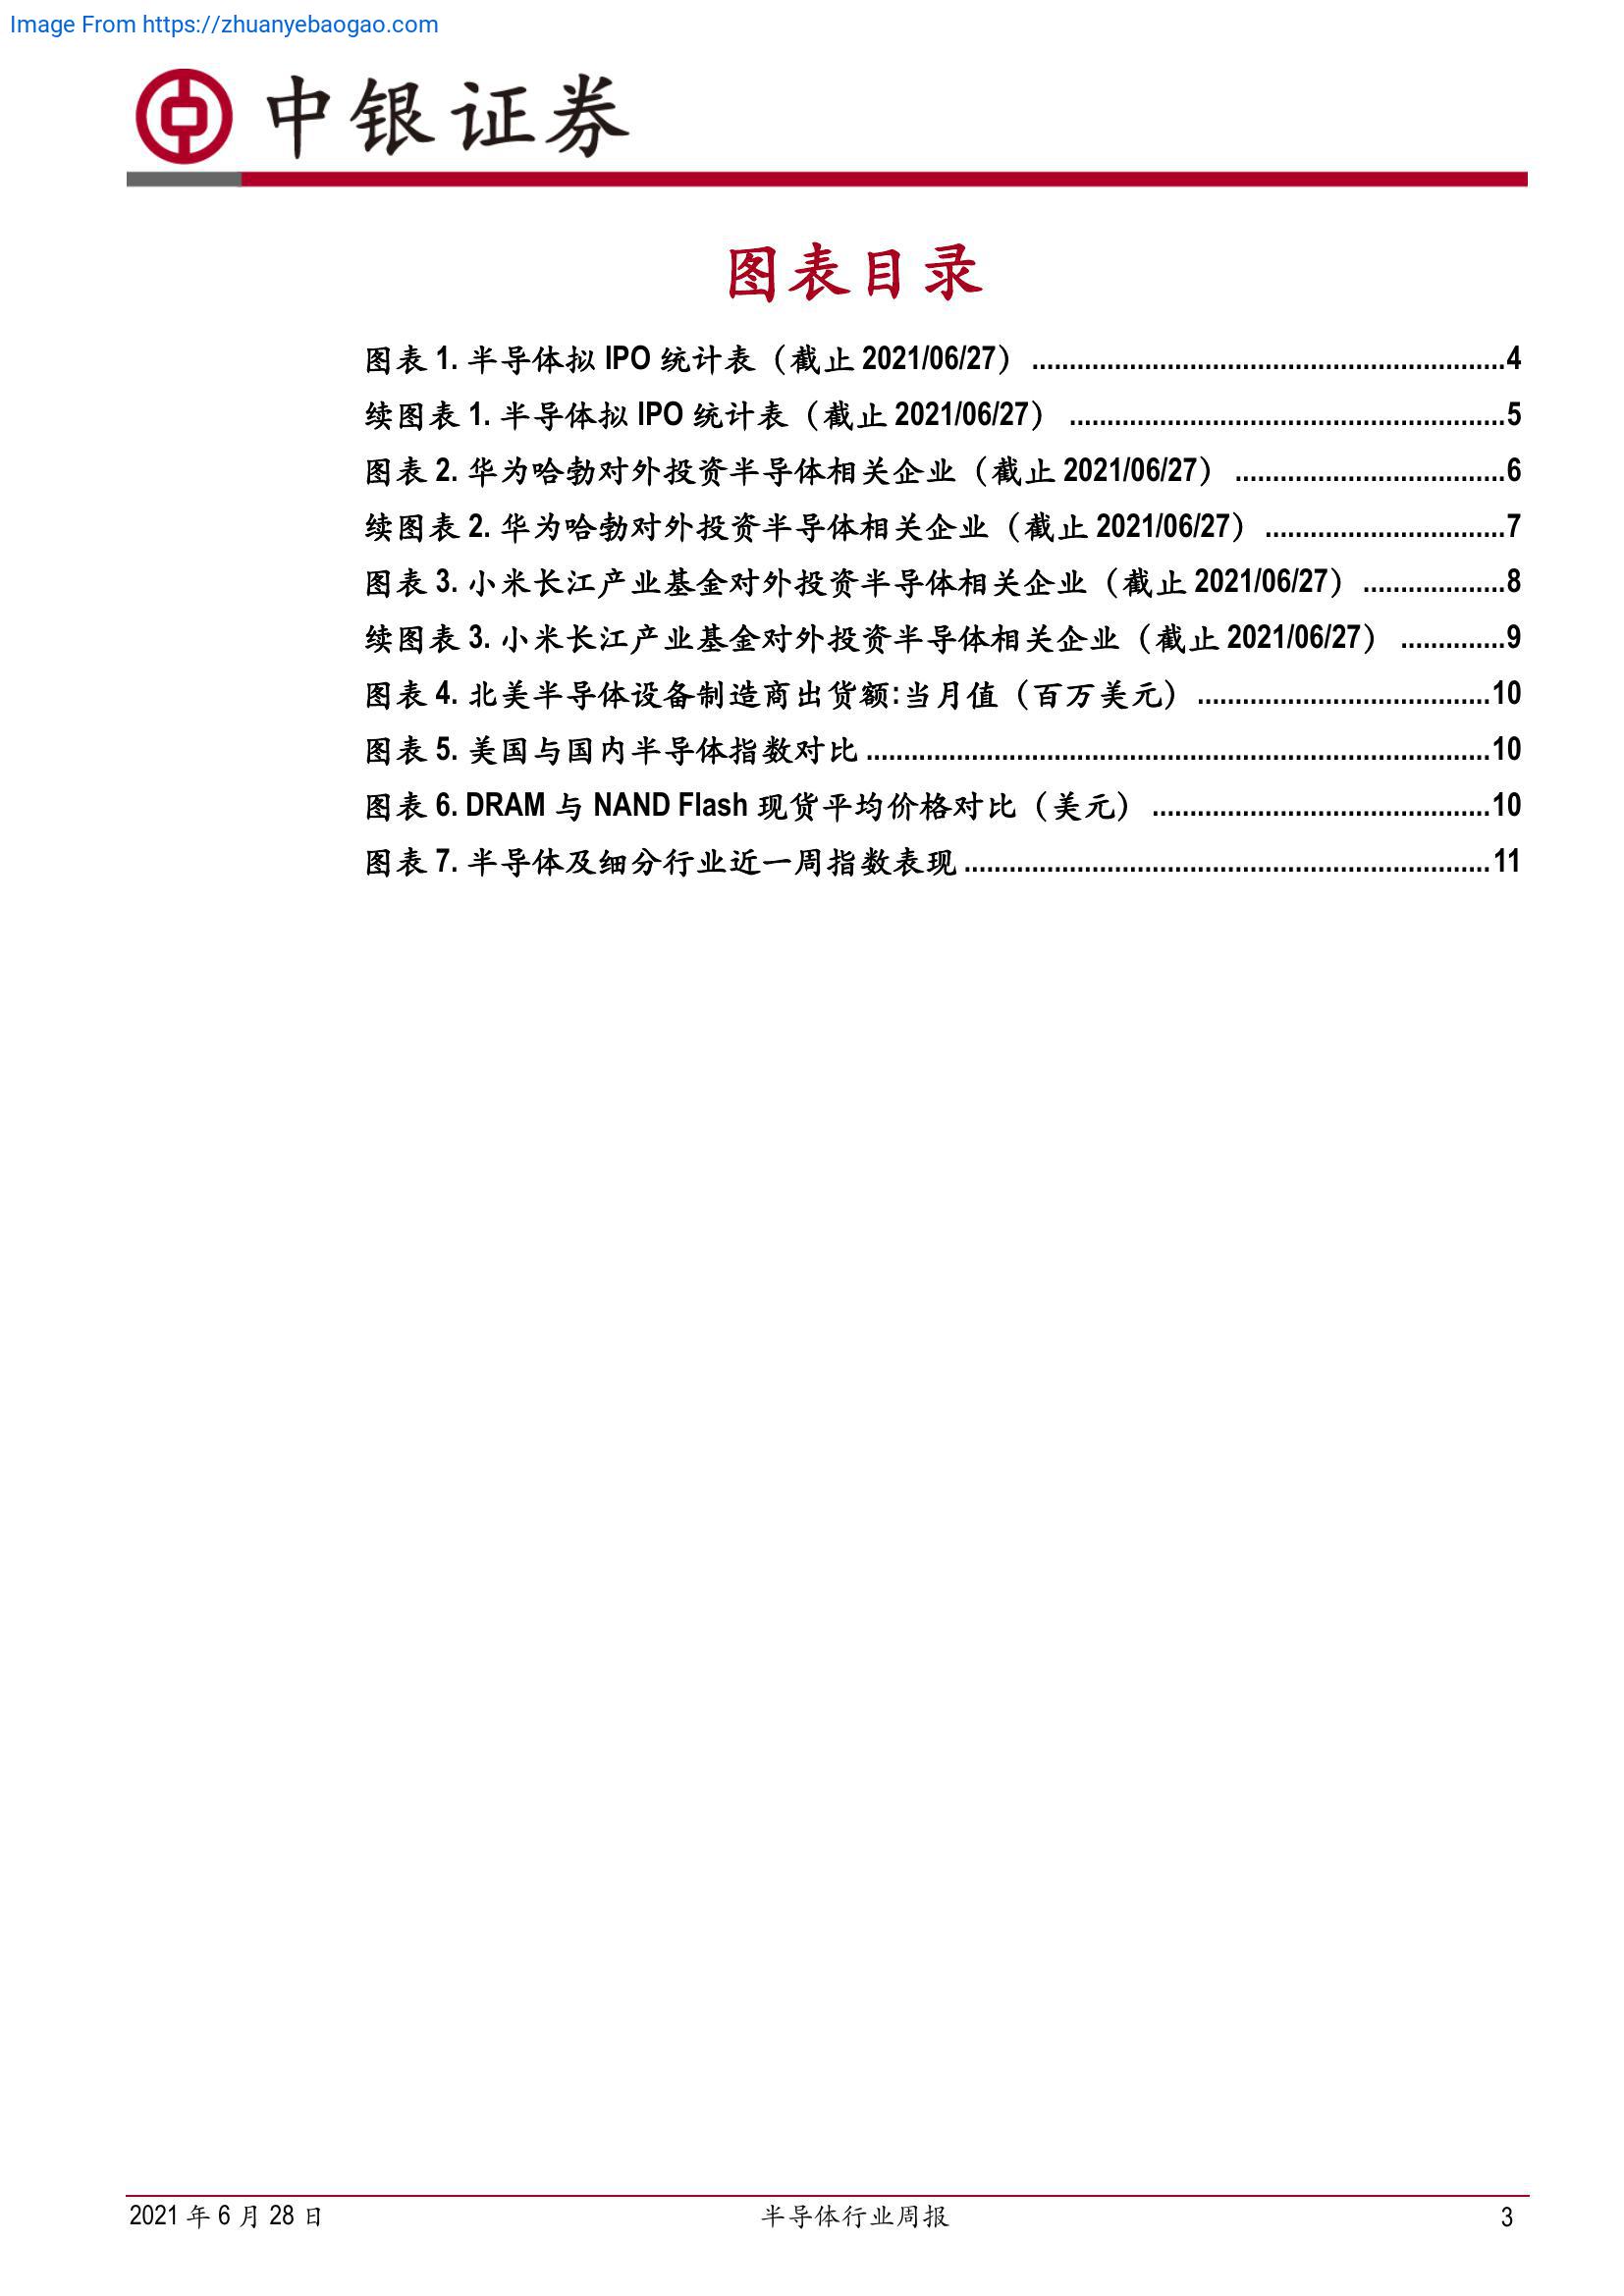 Image From https://zhuanyebaogao.com
中银证券
图表目录
图表 1. 半导体拟 IPO 统计表（截止 2021/06/27） ...............................................................4
续图表 1. 半导体拟 IPO 统计表（截止 2021/06/27） ..........................................................5
图表 2. 华为哈勃对外投资半导体相关企业（截止 2021/06/27） ....................................6
续图表 2. 华为哈勃对外投资半导体相关企业（截止 2021/06/27） ................................7
图表 3. 小米长江产业基金对外投资半导体相关企业（截止 2021/06/27） ...................8
续图表 3. 小米长江产业基金对外投资半导体相关企业（截止 2021/06/27） ..............9
图表 4. 北美半导体设备制造商出货额:当月值（百万美元） .......................................10
图表 5. 美国与国内半导体指数对比 ...................................................................................10
图表 6. DRAM 与 NAND Flash 现货平均价格对比（美元） .............................................10
图表 7. 半导体及细分行业近一周指数表现 ......................................................................11
2021 年 6 月 28 日 半导体行业周报 3